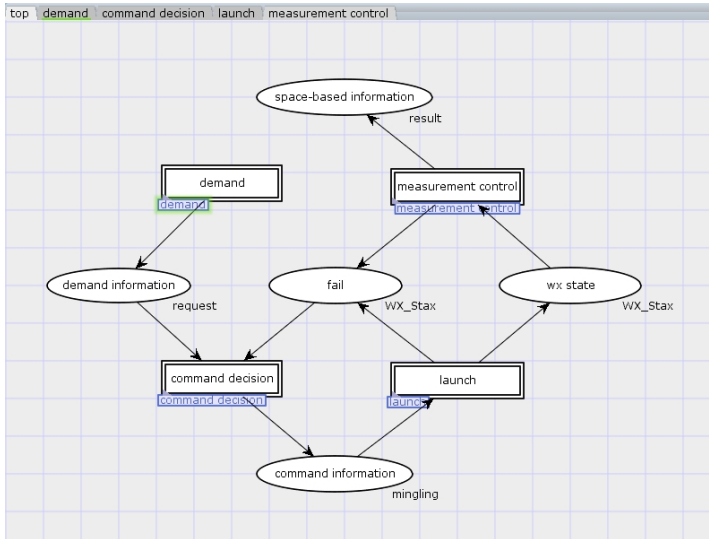 top demand command decision launch measurement control
space-based information
result
demand
measurement control
demand
measurement control
demand information
fail
wx state
request
WX_Stax
WX_Stax
command decision
launch
command decision
launch
command information
mingling